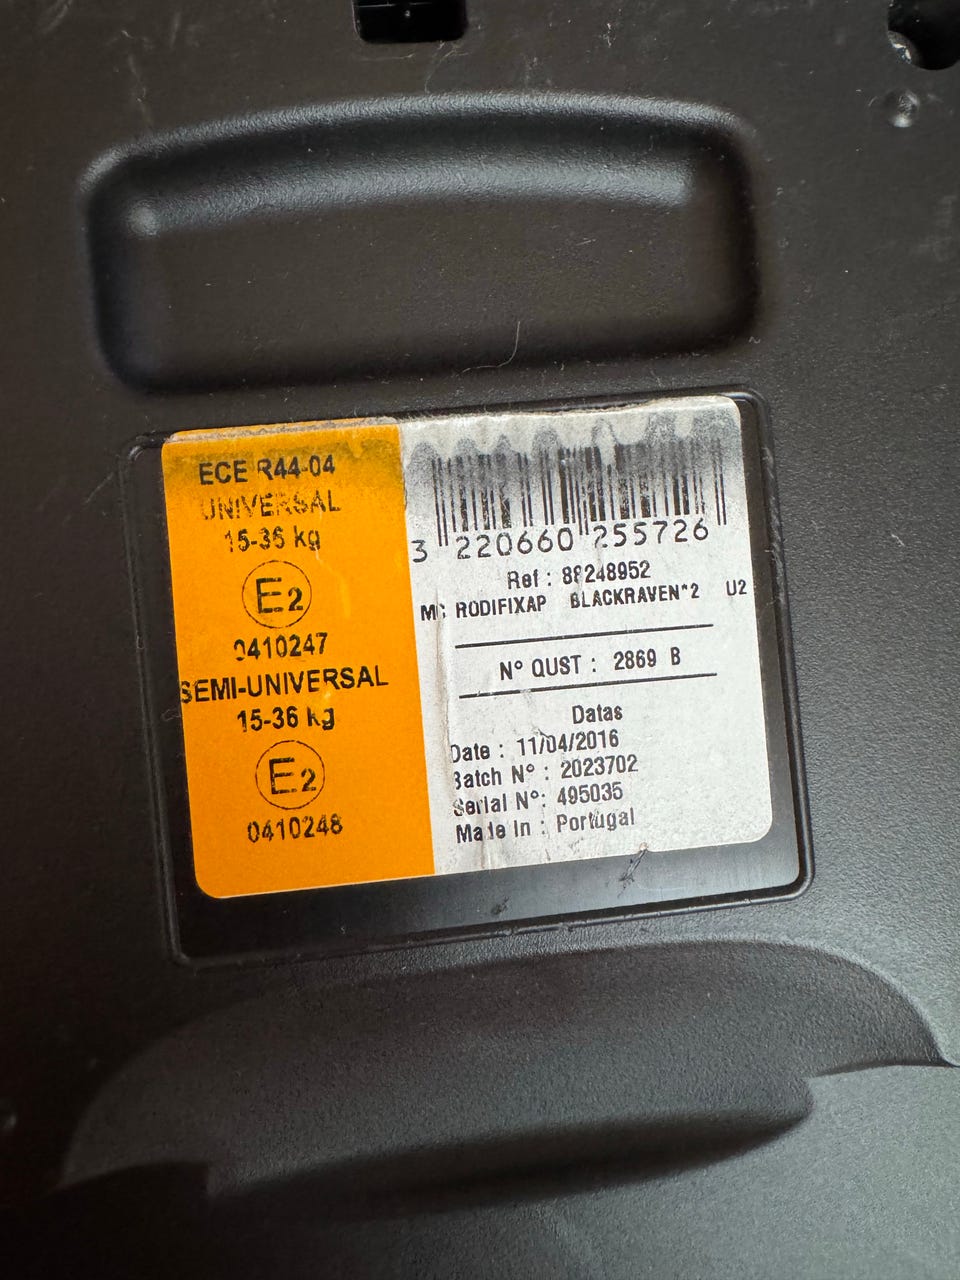 ECE R44-04
UNIVERSAL
15-36 kg
E2
0410247
SEMI-UNIVERSAL
15-36 kg
E2
0410248
3 220660 255726
Ref : 88248952
RODIFIXAP BLACKRAVEN*2 U2
N° QUST : 2869 B
Datas
Date : 11/04/2016
Batch N° : 2023702
Serial N°: 495035
Made In : Portugal